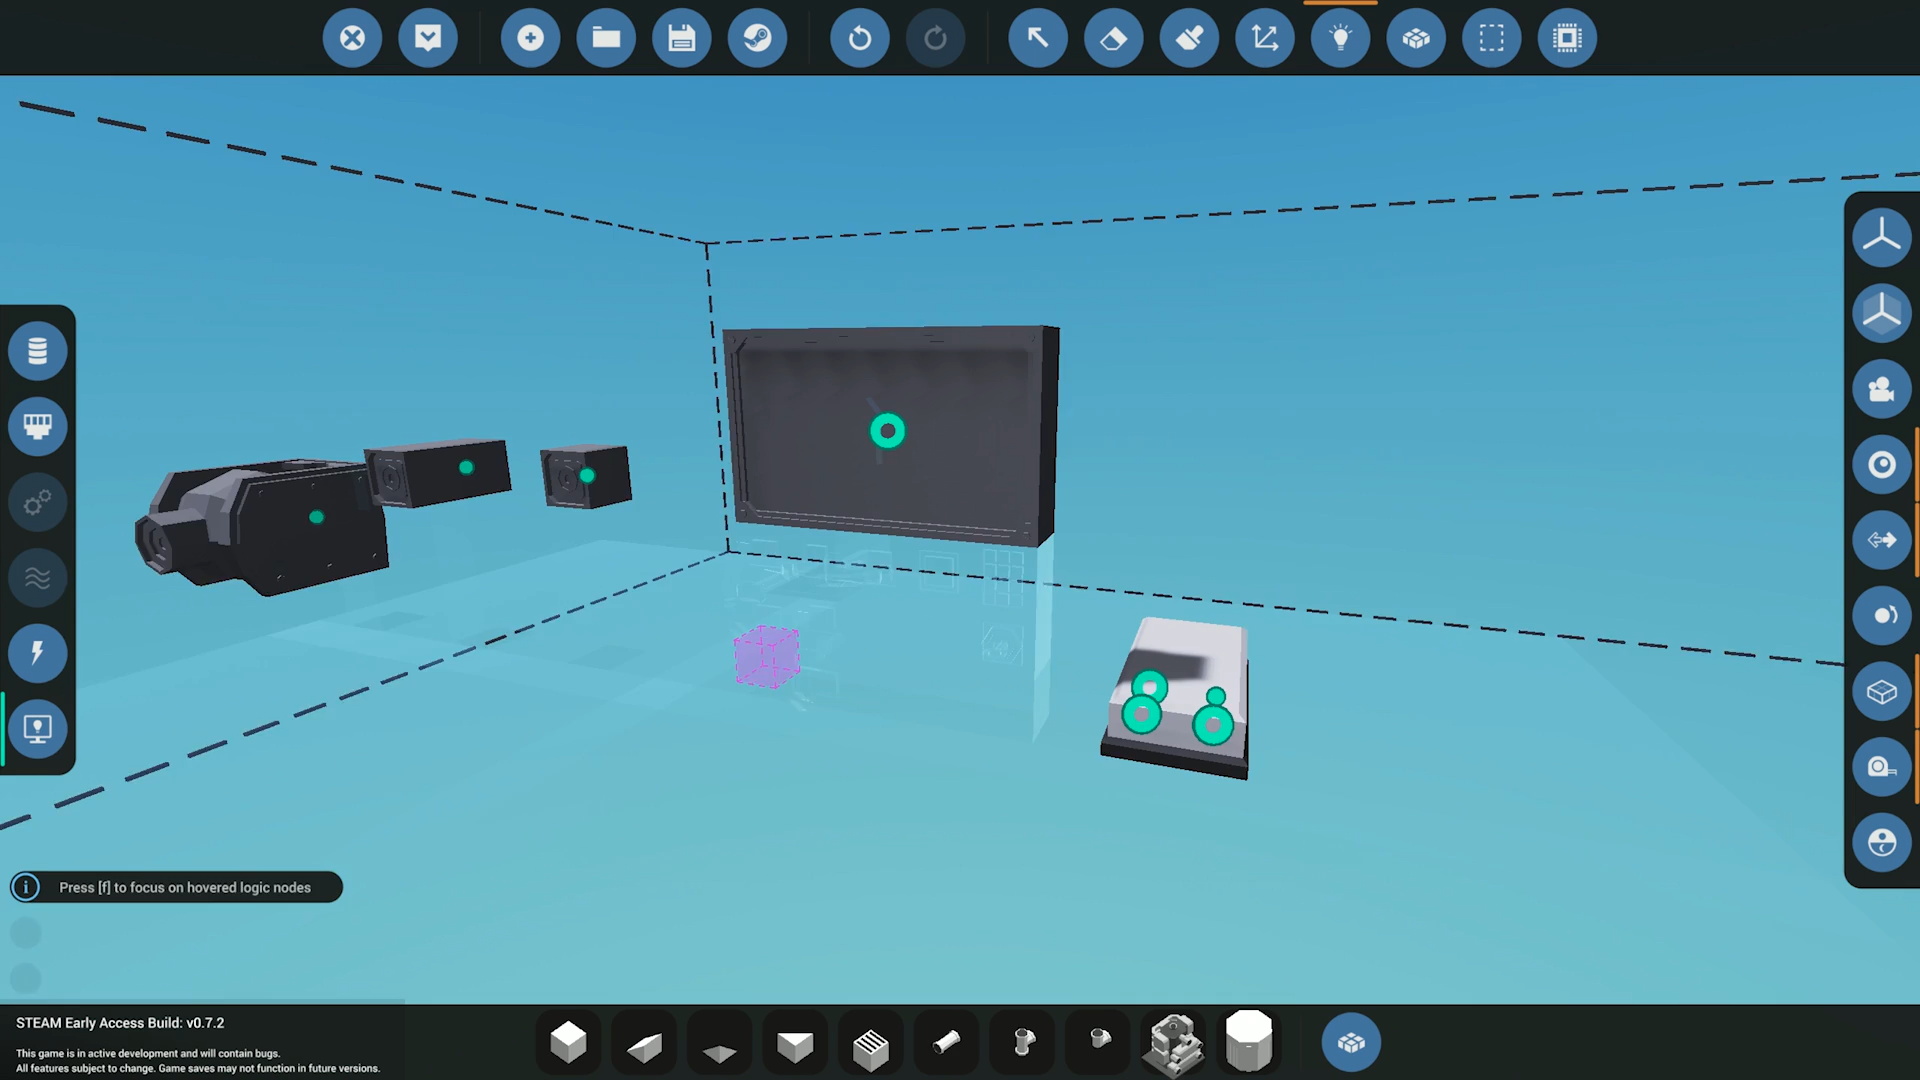 Press [f] to focus on hovered logic nodes
STEAM Early Access Build: v0.7.2
This game is in active development and will contain bugs.
All features subject to change. Game saves may not function in future versions.